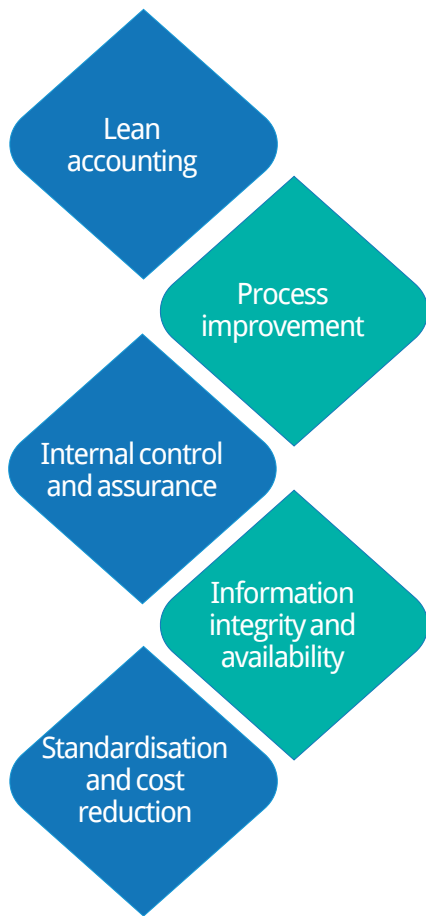 Lean
accounting
Process
improvement
Internal control
and assurance
Information
integrity and
availability
Standardisation
and cost
reduction